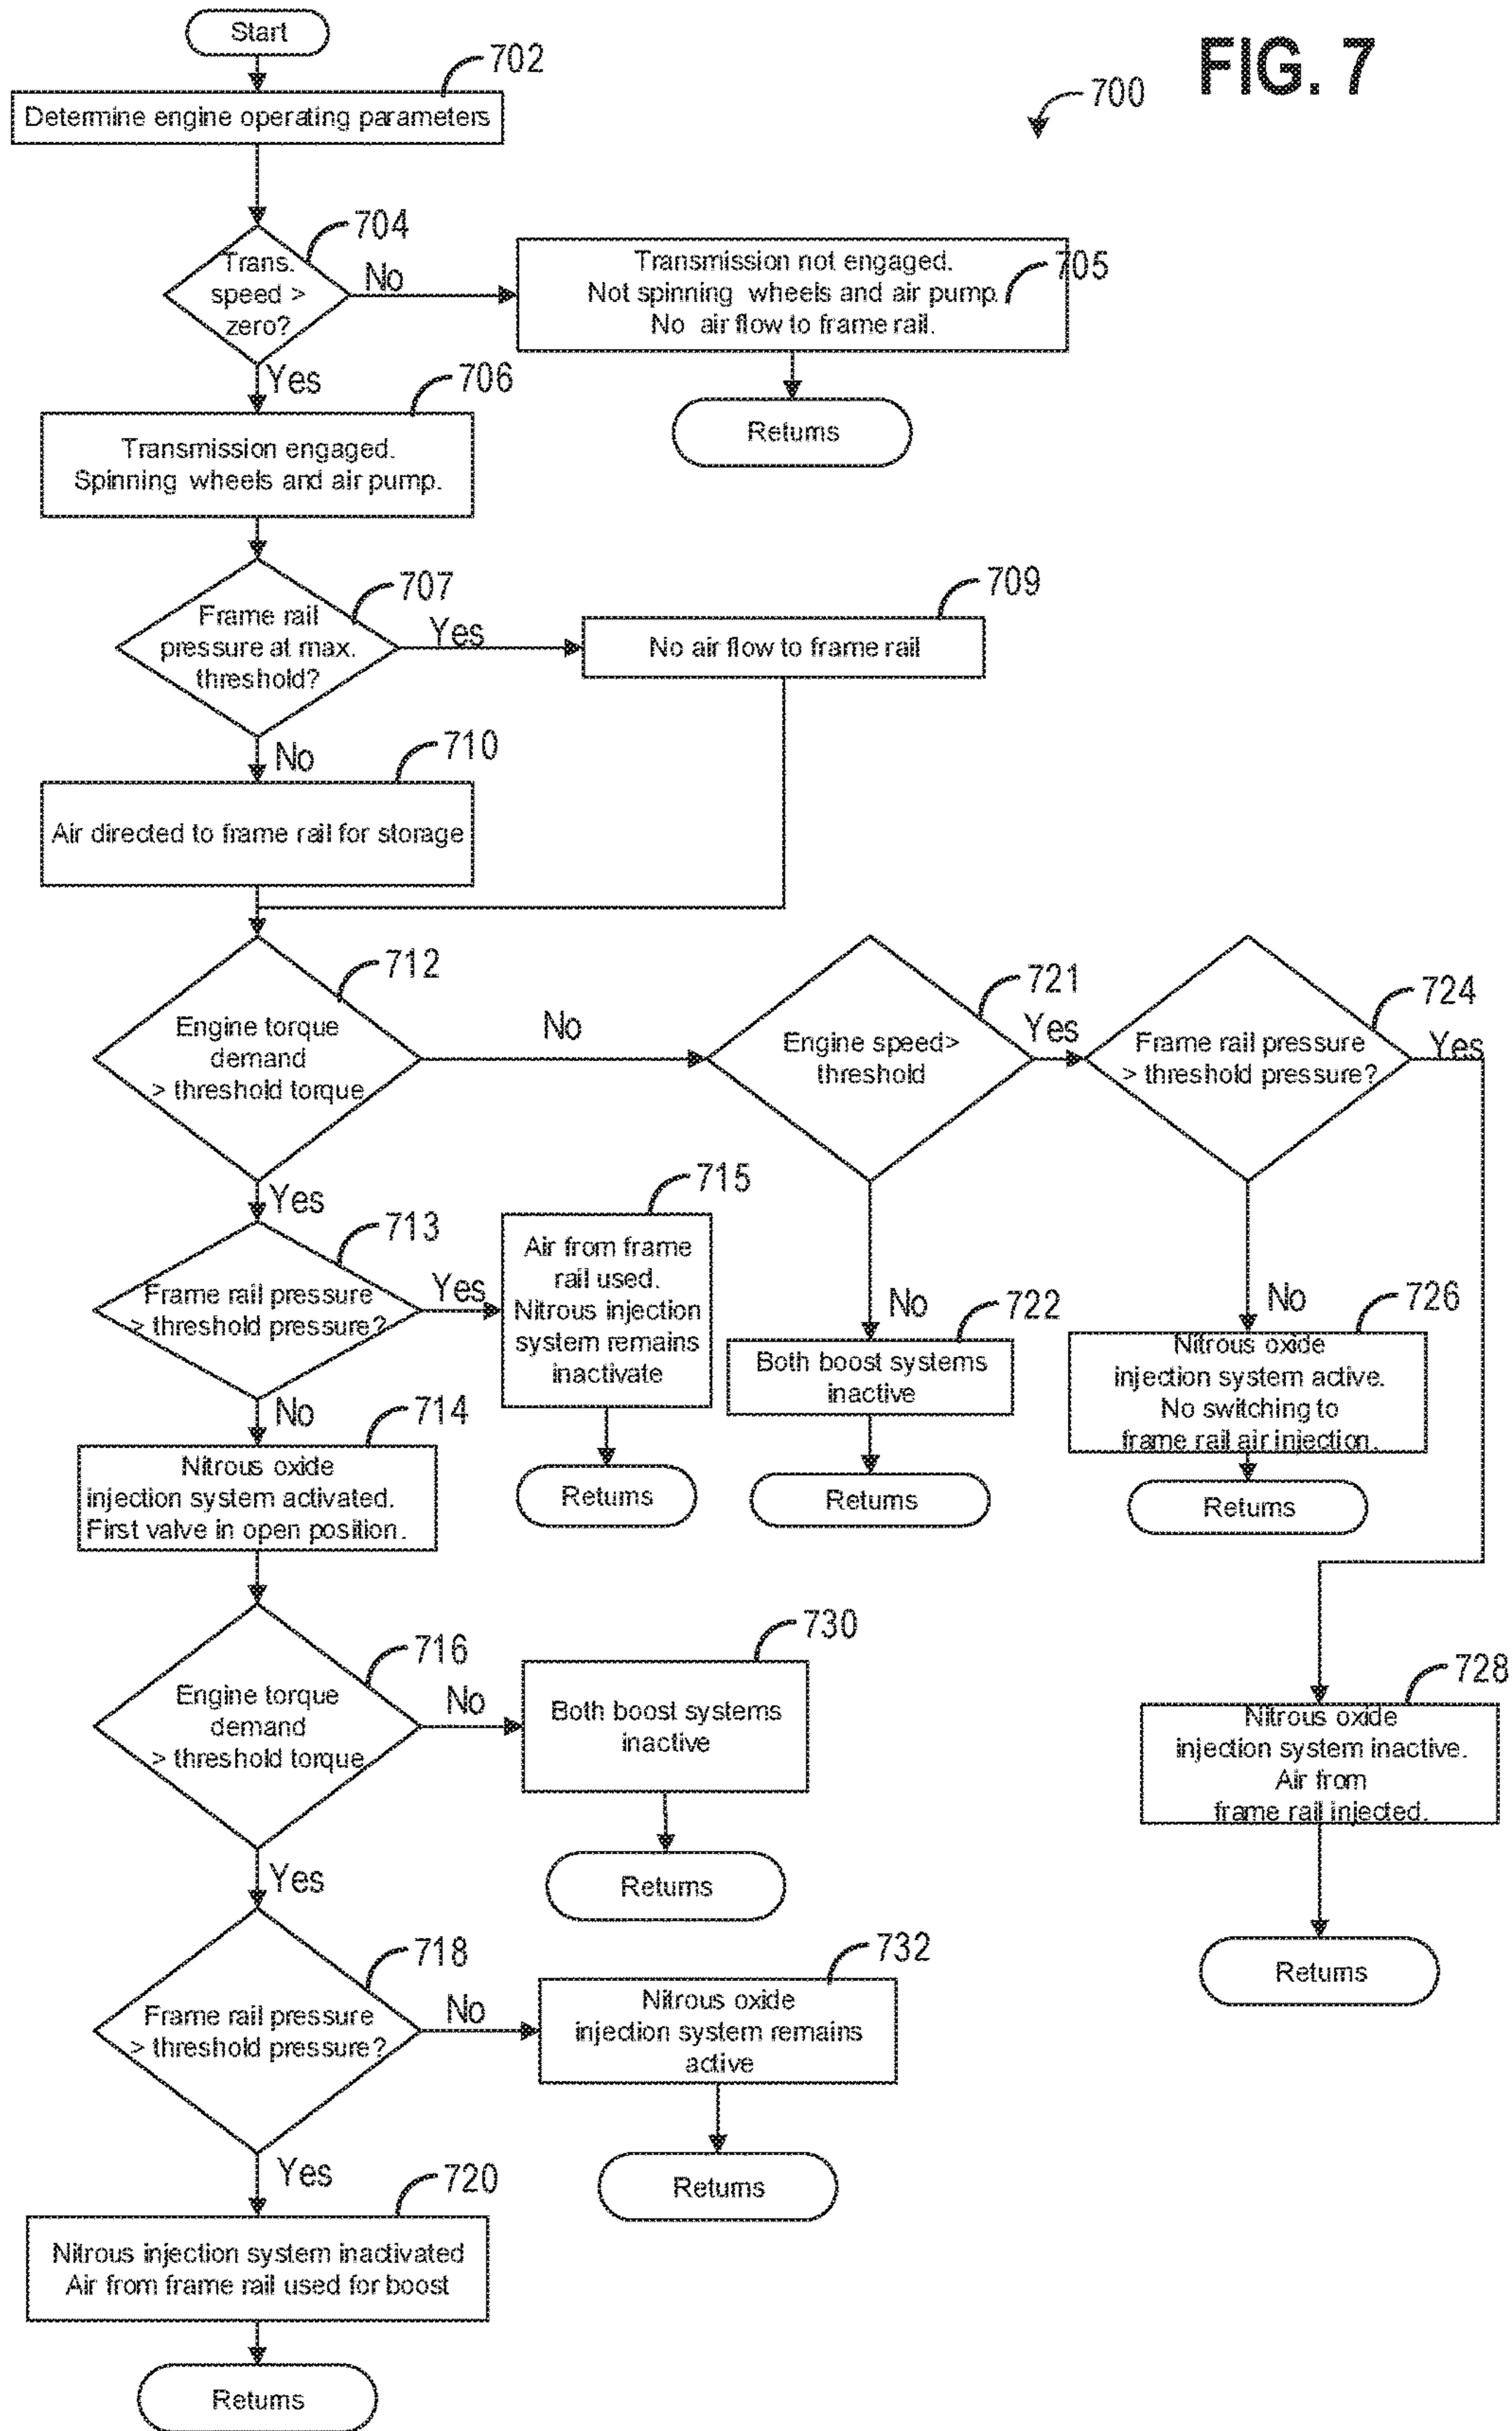 Start
FIG. 7
702
700
Determine engine operating parameters
704
Trans.
speed >
zero?
No
Transmission not engaged.
705
Not spinning wheels and air pump.
No air flow to frame rail.
Yes
706
Returns
Transmission engaged.
Spinning wheels and air pump.
707
709
Frame rail
pressure at max.
threshold?
Yes
No air flow to frame rail
No
710
Air directed to frame rail for storage
712
Engine torque
demand
> threshold torque
No
721
Engine speed>
threshold
Yes
724
Frame rail pressure
> threshold pressure?
Yes
Yes
713
Frame rail pressure
> threshold pressure?
Yes
715
Air from frame
rail used.
Nitrous injection
system remains
inactivate
No
722
Both boost systems
inactive
No
726
Nitrous oxide
injection system active.
No switching to
frame rail air injection.
No
714
Nitrous oxide
injection system activated.
First valve in open position.
Returns
Returns
Returns
716
Engine torque
demand
> threshold torque
No
730
Both boost systems
inactive
728
Nitrous oxide
injection system inactive.
Air from
frame rail injected.
Returns
Yes
718
Frame rail pressure
> threshold pressure?
No
732
Nitrous oxide
injection system remains
active
Returns
Yes
720
Returns
Nitrous injection system inactivated
Air from frame rail used for boost
Returns